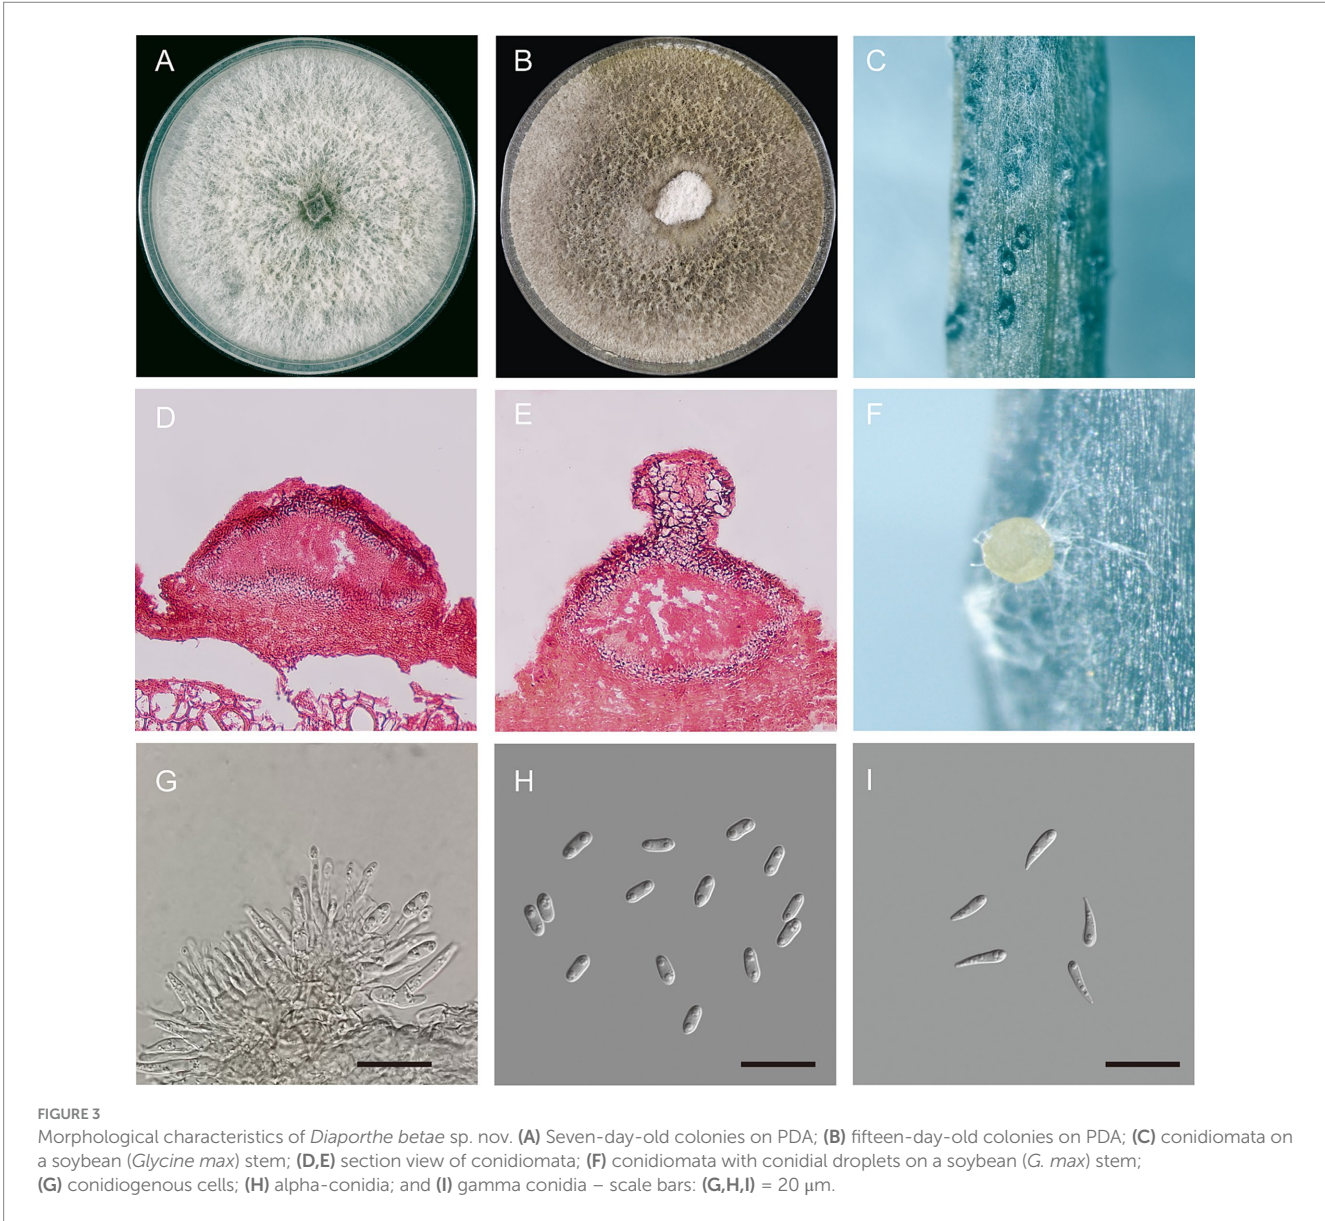 A
B
C
D
E
F
G
H
I
FIGURE 3
Morphological characteristics of Diaporthe betae sp. nov. (A) Seven-day-old colonies on PDA; (B) fifteen-day-old colonies on PDA; (C) conidiomata on
a soybean (Glycine max) stem; (D,E) section view of conidiomata; (F) conidiomata with conidial droplets on a soybean (G. max) stem;
(G) conidiogenous cells; (H) alpha-conidia; and (I) gamma conidia – scale bars: (G,H,I) = 20 μm.